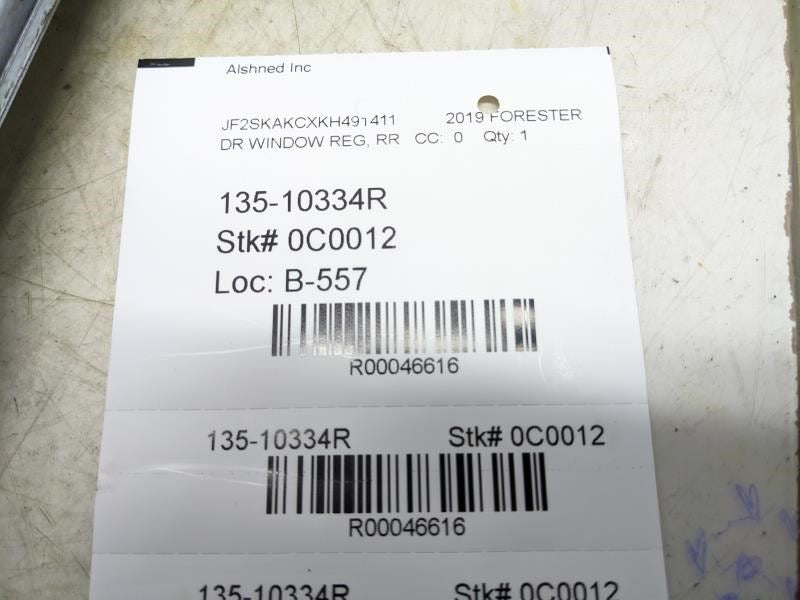 Alshned Inc
JF2SKAKCXKH491411 2019 FORESTER
DR WINDOW REG, RR CC: 0 Qty: 1
135-10334R
Stk# 0C0012
Loc: B-557
R00046616
135-10334R Stk# 0C0012
R00046616
135-10334R Stk# 0C0012